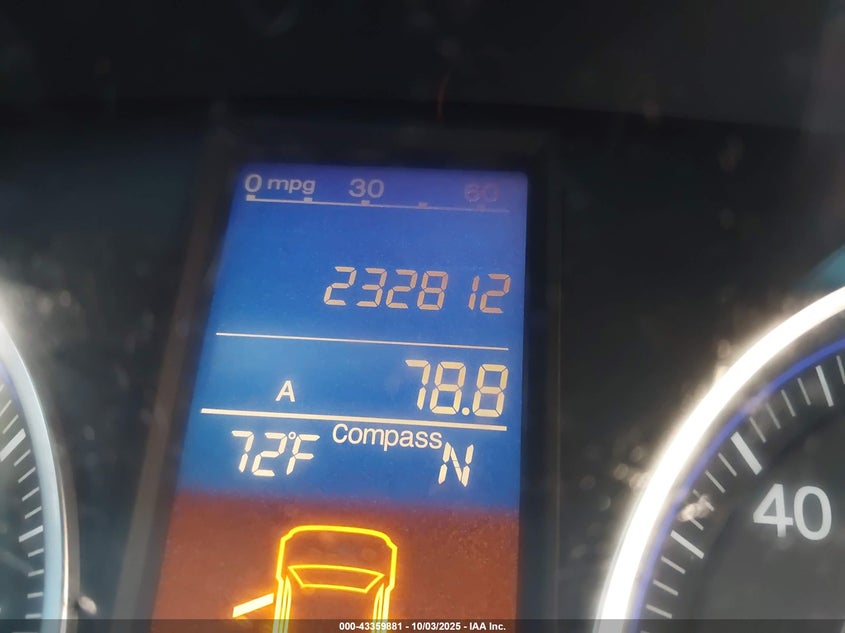 0 mpg 30 60
232812
A 78.8
72°F Compass N
40
000-43359881 - 10/03/2025 - IAA Inc.